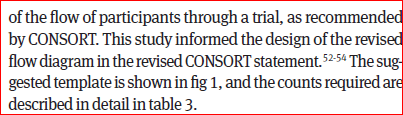 of the flow of participants through a trial, as recommended
by CONSORT. This study informed the design of the revised
flow diagram in the revised CONSORT statement.52-54 The sug-
gested template is shown in fig 1, and the counts required are
described in detail in table 3.